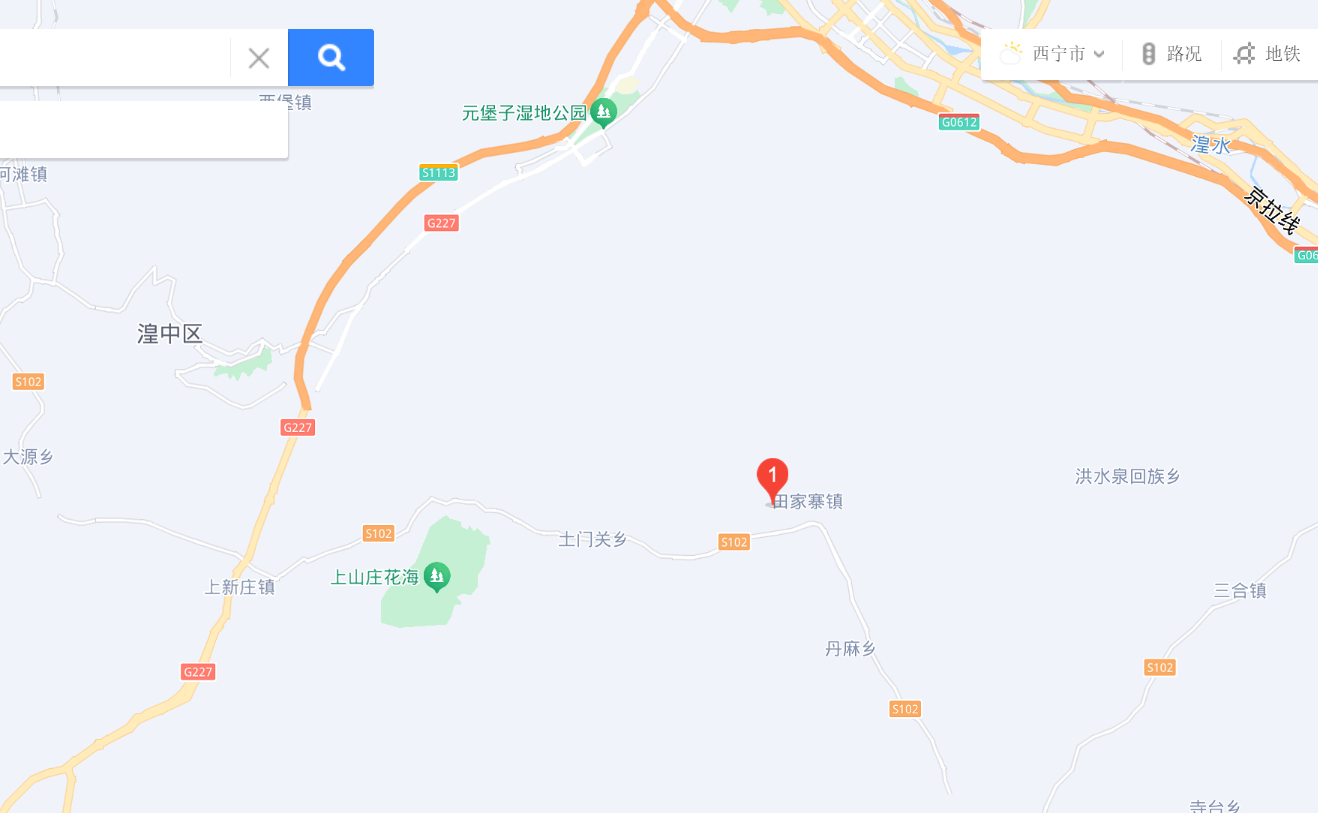 西宁市
路况
地铁
西堡镇
元堡子湿地公园
G0612
湟水
河滩镇
S1113
京拉线
G227
G06
湟中区
S102
G227
大源乡
1
洪水泉回族乡
田家寨镇
S102
土门关乡
S102
上山庄花海
上新庄镇
三合镇
丹麻乡
G227
S102
S102
寺台乡